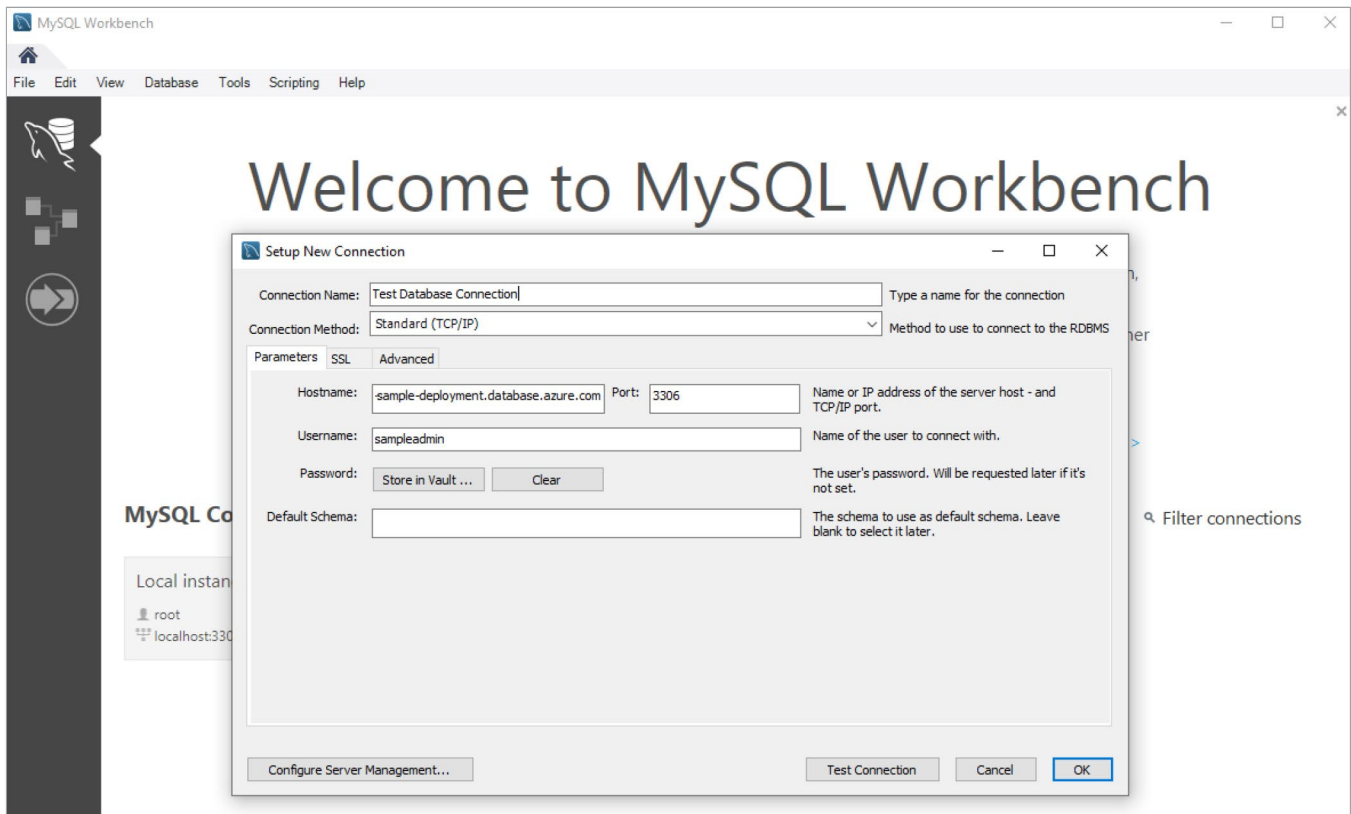 MySQL Workbench
File Edit View Database Tools Scripting Help
Welcome to MySQL Workbench
Setup New Connection
Connection Name: Test Database Connection Type a name for the connection
Connection Method: Standard (TCP/IP) Method to use to connect to the RDBMS
Parameters SSL Advanced
Hostname: -sample-deployment.database.azure.com Port: 3306 Name or IP address of the server host - and
TCP/IP port.
Username: sampleadmin Name of the user to connect with.
>
Password: Store in Vault ... Clear The user's password. Will be requested later if it's
not set.
Default Schema: The schema to use as default schema. Leave
blank to select it later.
MySQL Co
Filter connections
Local instan
root
localhost:330
Configure Server Management... Test Connection Cancel OK